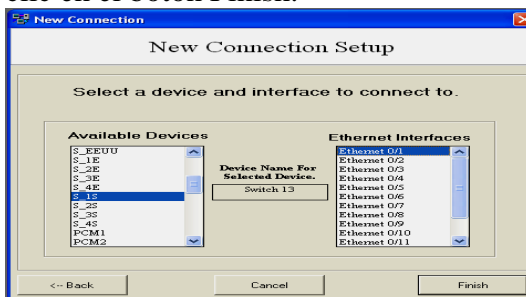 New Connection
New Connection Setup
Select a device and interface to connect to.
Available Devices
S_EEUU
S_1E
S_2E
S_3E
S_4E
S_1S
S_2S
S_3S
S_4S
PCM1
PCM2
Device Name For
Selected Device.
Switch 13
Ethernet Interfaces
Ethernet 0/1
Ethernet 0/2
Ethernet 0/3
Ethernet 0/4
Ethernet 0/5
Ethernet 0/6
Ethernet 0/7
Ethernet 0/8
Ethernet 0/9
Ethernet 0/10
Ethernet 0/11
<-- Back
Cancel
Finish